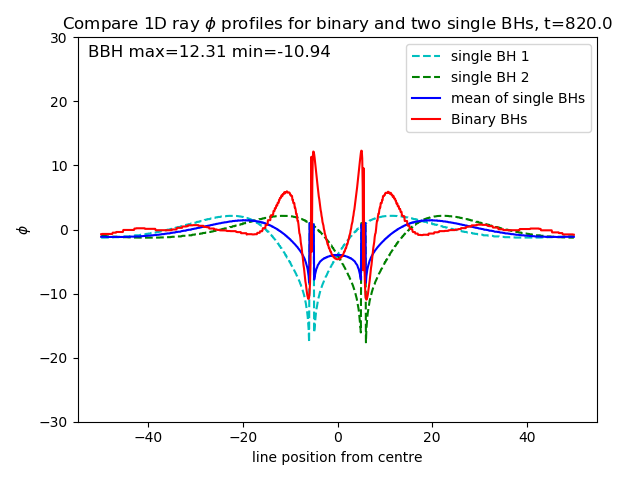 Compare 1D ray ϕ profiles for binary and two single BHs, t=820.0
BBH max=12.31 min=-10.94
single BH 1
single BH 2
mean of single BHs
Binary BHs
30
20
10
0
−10
−20
−30
ϕ
−40
−20
0
20
40
line position from centre